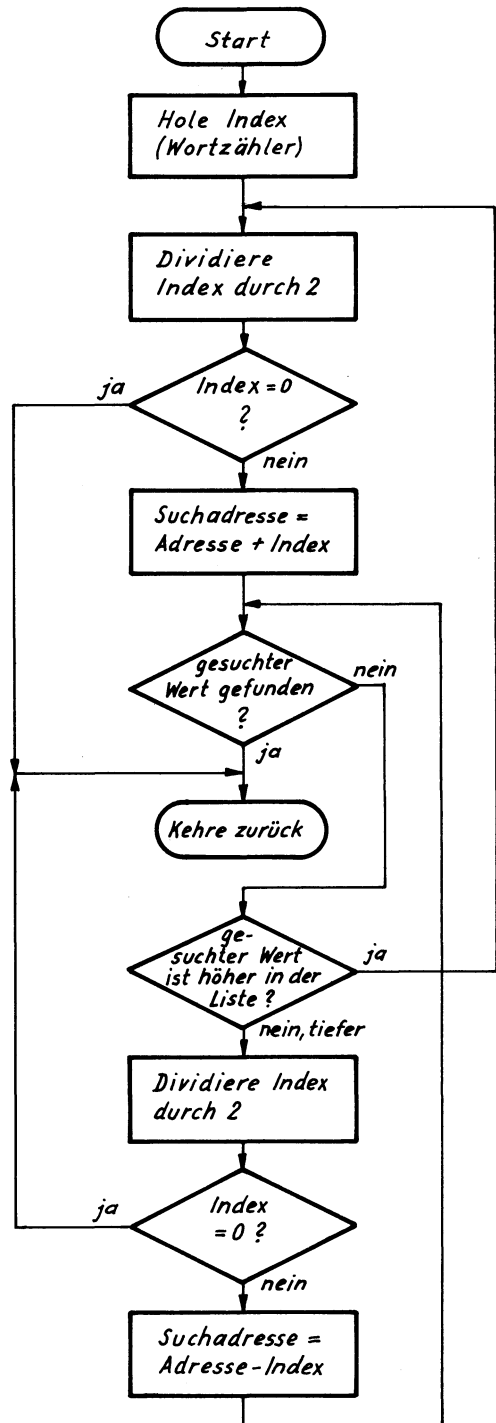 Start
Hole Index
(Wortzähler)
Dividiere
Index durch 2
ja
Index = 0
?
nein
Suchadresse =
Adresse + Index
gesuchter
Wert gefunden
?
nein
ja
Kehre zurück
ge-
suchter Wert
ist höher in der
Liste ?
ja
nein, tiefer
Dividiere Index
durch 2
ja
Index
= 0 ?
nein
Suchadresse =
Adresse - Index